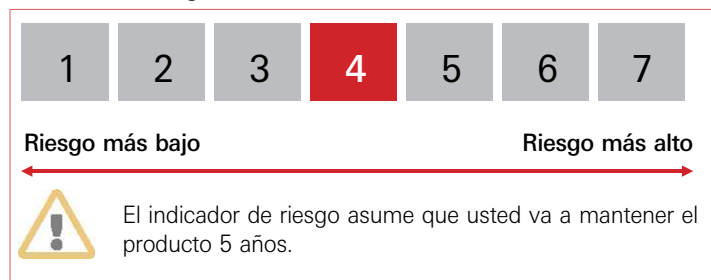 1 2 3 4 5 6 7
Riesgo más bajo Riesgo más alto
El indicador de riesgo asume que usted va a mantener el
producto 5 años.